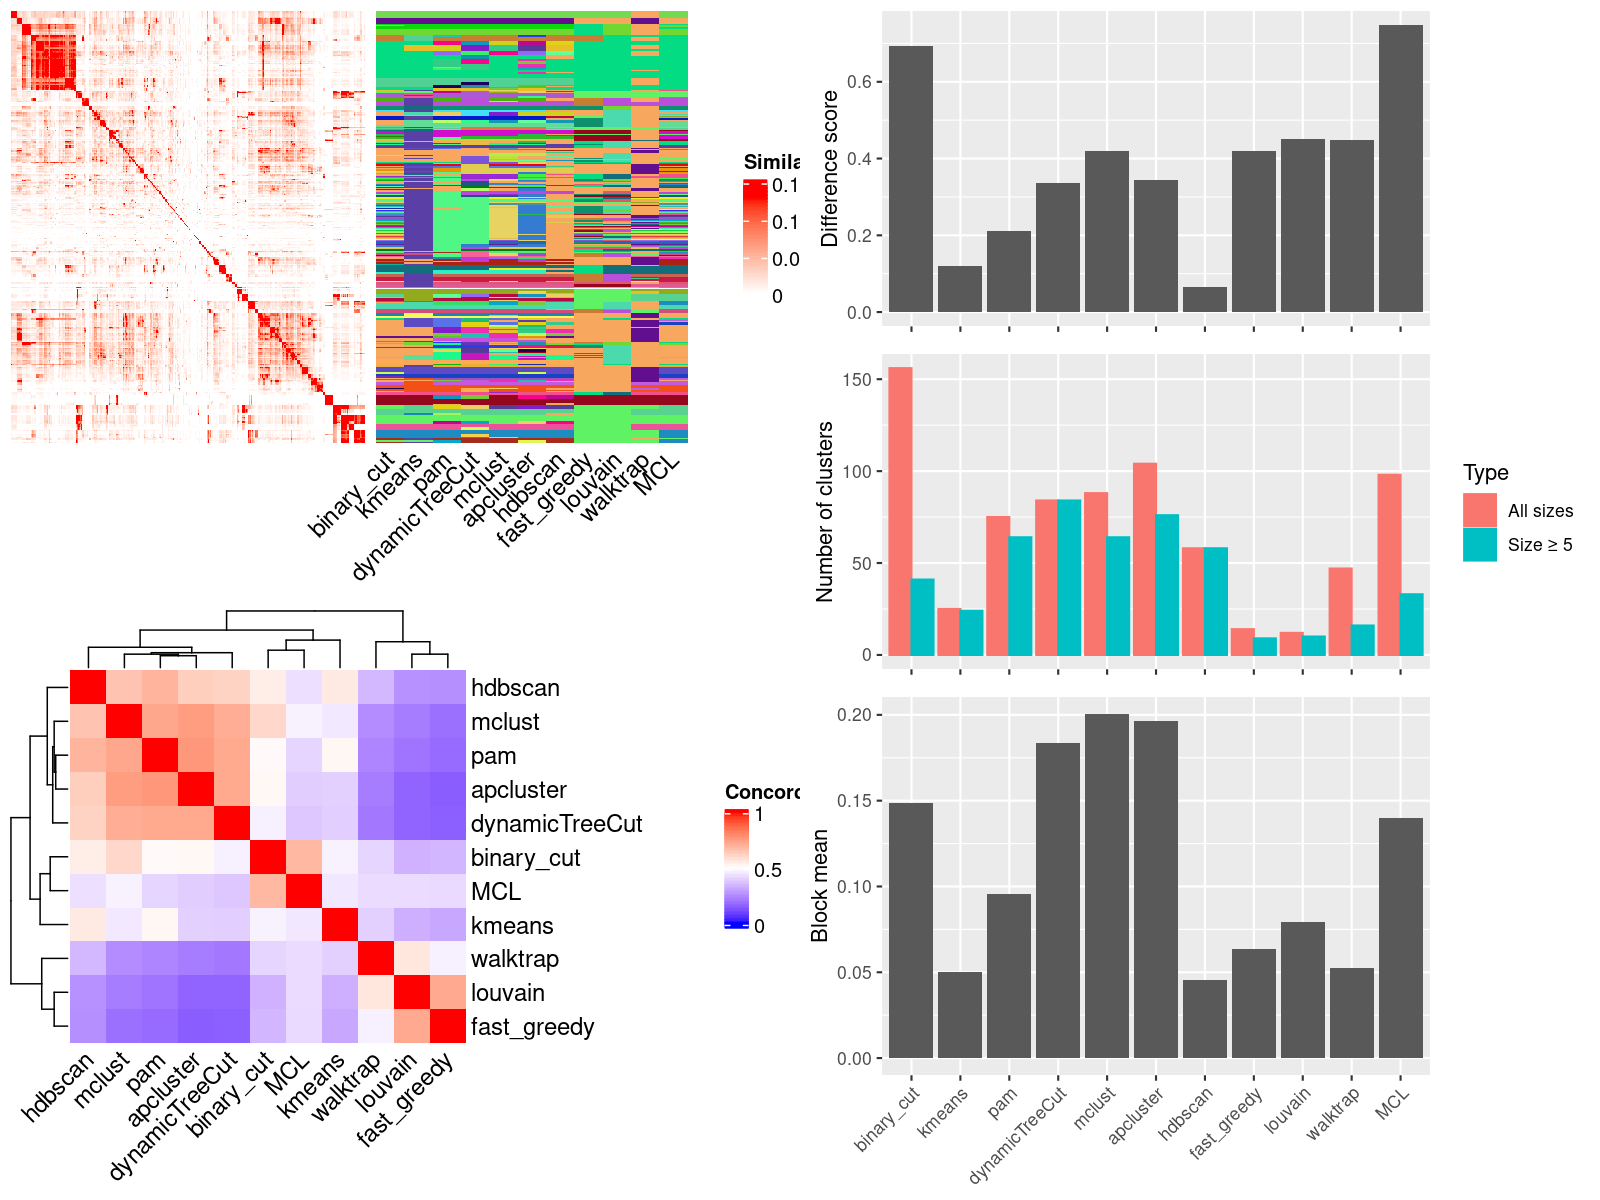 Simila
0.1
0.1
0.0
0
binary_cut
kmeans
pam
dynamicTreeCut
mclust
apcluster
hdbscan
fast_greedy
louvain
walktrap
MCL
hdbscan
mclust
pam
apcluster
dynamicTreeCut
binary_cut
MCL
kmeans
walktrap
louvain
fast_greedy
hdbscan
mclust
pam
apcluster
dynamicTreeCut
binary_cut
MCL
kmeans
walktrap
louvain
fast_greedy
Concord
1
0.5
0
Difference score
0.6
0.4
0.2
0.0
Number of clusters
150
100
50
0
Type
All sizes
Size ≥ 5
Block mean
0.20
0.15
0.10
0.05
0.00
binary_cut
kmeans
pam
dynamicTreeCut
mclust
apcluster
hdbscan
fast_greedy
louvain
walktrap
MCL